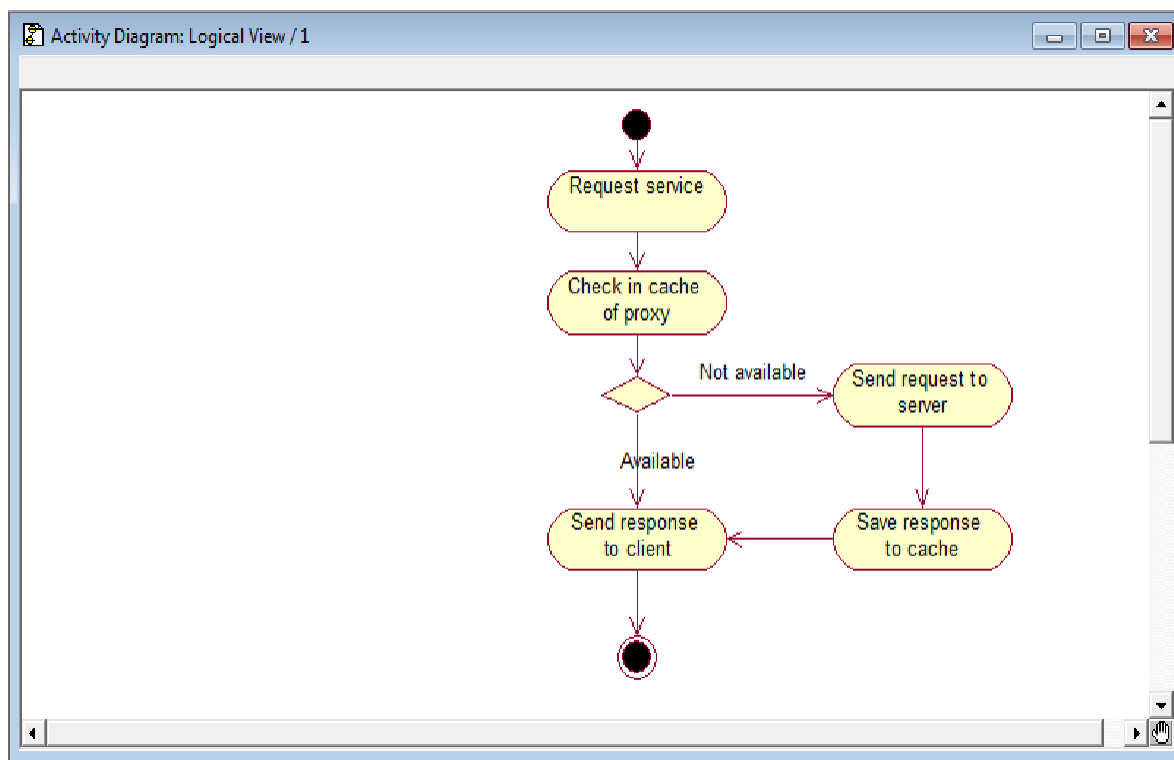 Activity Diagram: Logical View / 1
Request service
Check in cache
of proxy
Not available
Send request to
server
Available
Send response
to client
Save response
to cache